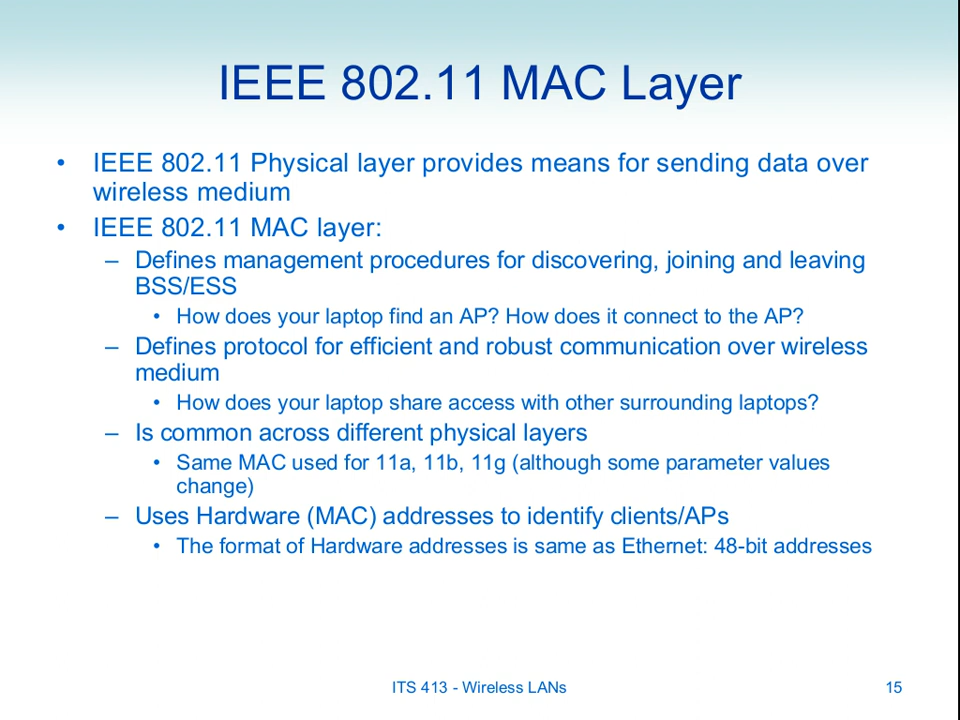 IEEE 802.11 MAC Layer
• IEEE 802.11 Physical layer provides means for sending data over
wireless medium
• IEEE 802.11 MAC layer:
– Defines management procedures for discovering, joining and leaving
BSS/ESS
• How does your laptop find an AP? How does it connect to the AP?
– Defines protocol for efficient and robust communication over wireless
medium
• How does your laptop share access with other surrounding laptops?
– Is common across different physical layers
• Same MAC used for 11a, 11b, 11g (although some parameter values
change)
– Uses Hardware (MAC) addresses to identify clients/APs
• The format of Hardware addresses is same as Ethernet: 48-bit addresses
ITS 413 - Wireless LANs
15